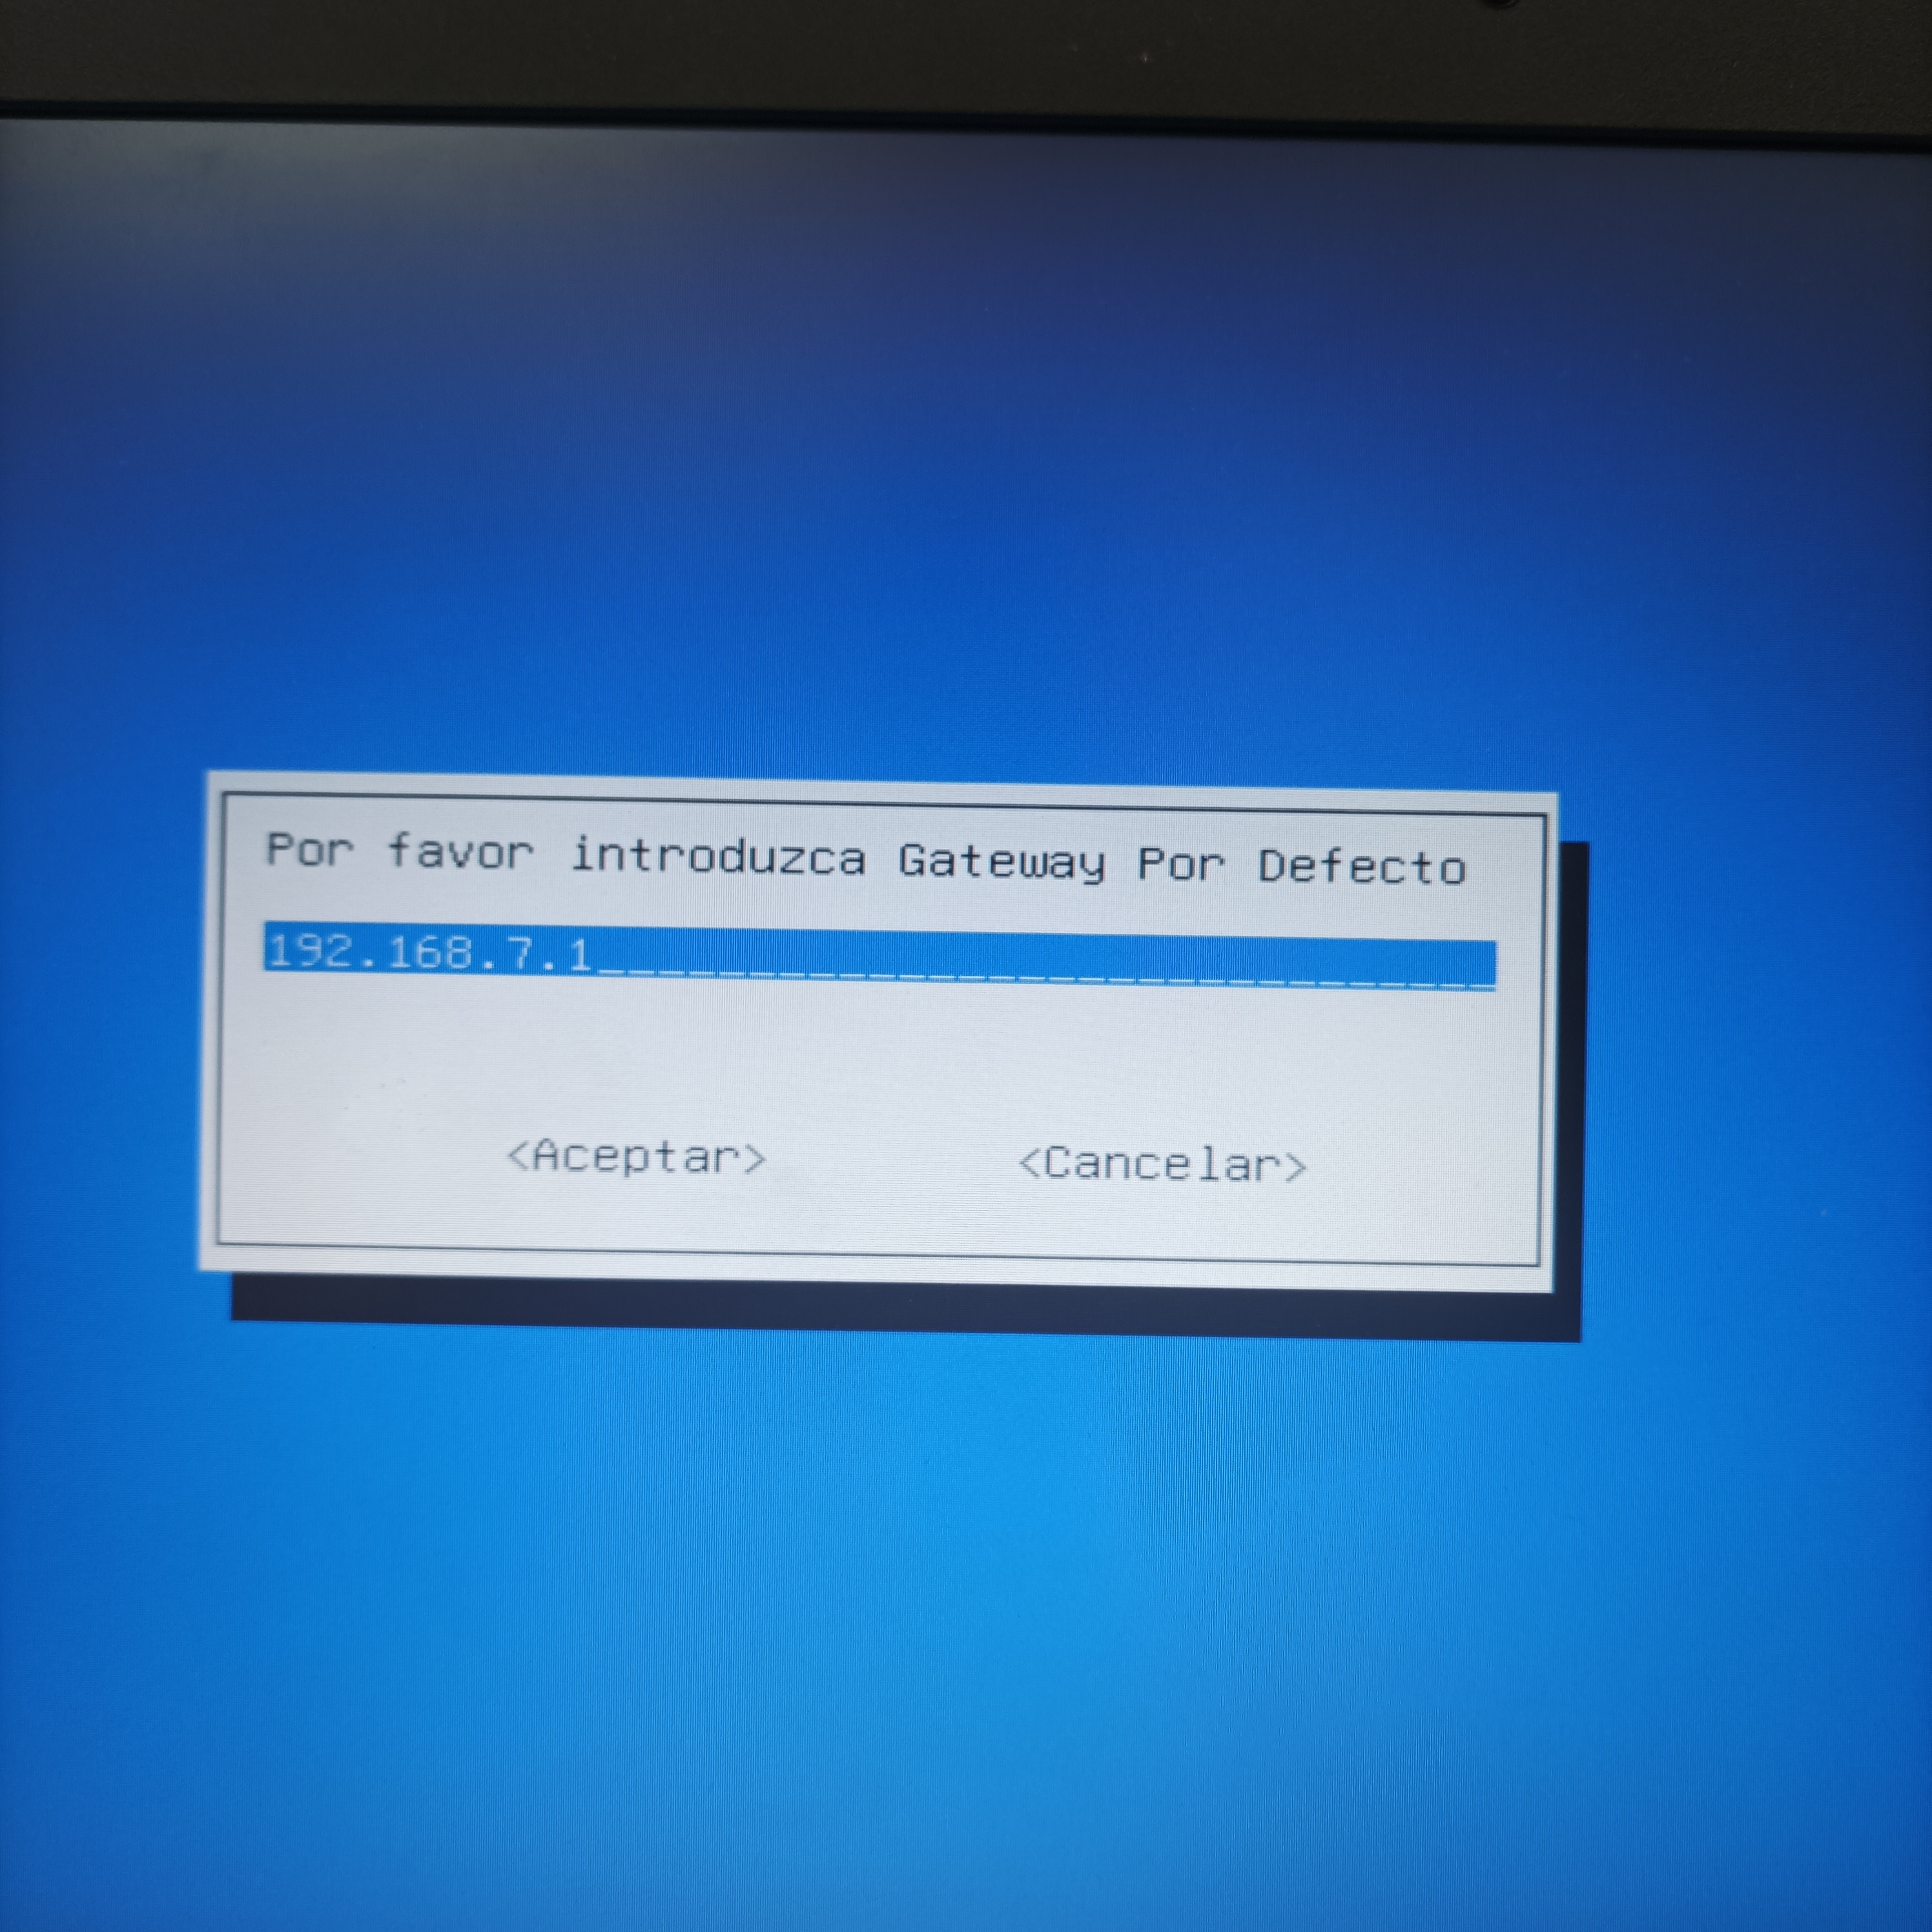 Por favor introduzca Gateway Por Defecto
192.168.7.1
<Aceptar> <Cancelar>